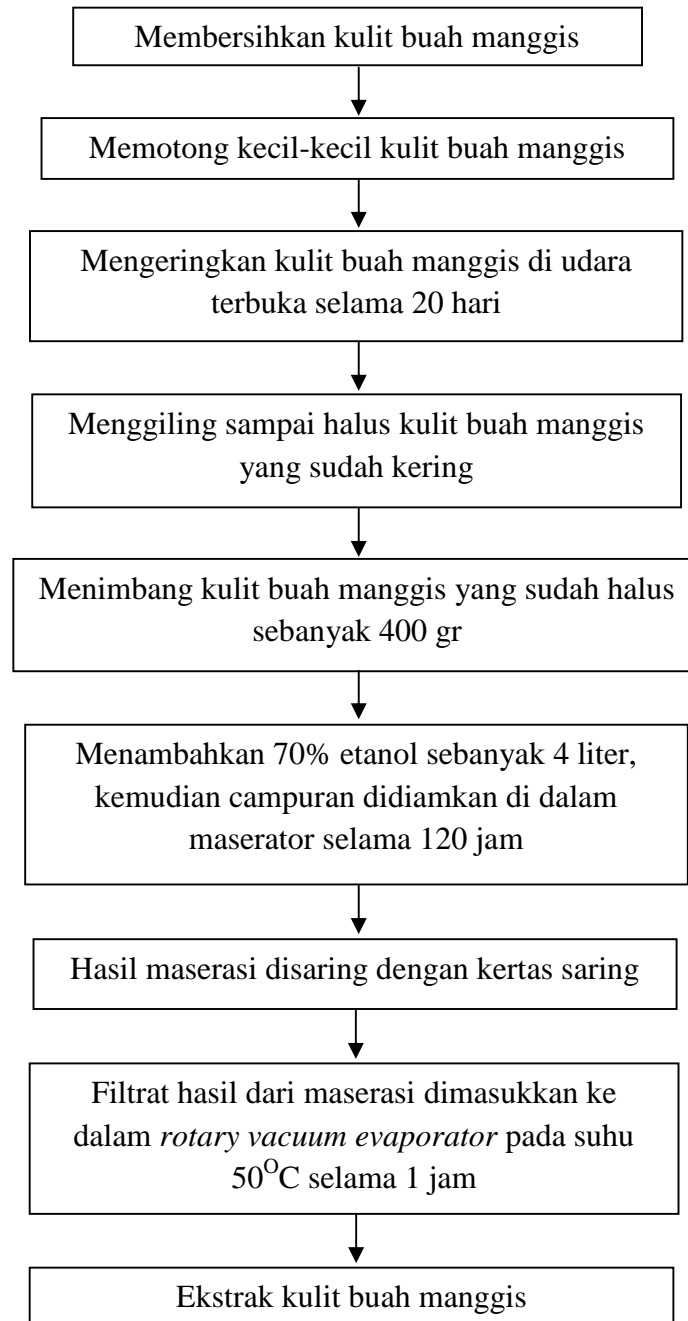 Membersihkan kulit buah manggis
Memotong kecil-kecil kulit buah manggis
Mengeringkan kulit buah manggis di udara
terbuka selama 20 hari
Menggiling sampai halus kulit buah manggis
yang sudah kering
Menimbang kulit buah manggis yang sudah halus
sebanyak 400 gr
Menambahkan 70% etanol sebanyak 4 liter,
kemudian campuran didiamkan di dalam
maserator selama 120 jam
Hasil maserasi disaring dengan kertas saring
Filtrat hasil dari maserasi dimasukkan ke
dalam rotary vacuum evaporator pada suhu
50ᴼC selama 1 jam
Ekstrak kulit buah manggis